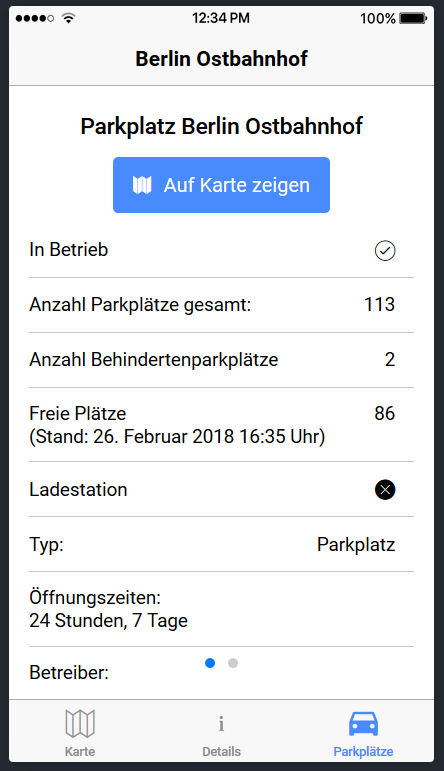 12:34 PM 100%
Berlin Ostbahnhof
Parkplatz Berlin Ostbahnhof
Auf Karte zeigen
In Betrieb
Anzahl Parkplätze gesamt: 113
Anzahl Behindertenparkplätze 2
Freie Plätze 86
(Stand: 26. Februar 2018 16:35 Uhr)
Ladestation
Typ: Parkplatz
Öffnungszeiten:
24 Stunden, 7 Tage
Betreiber:
Karte Details Parkplätze